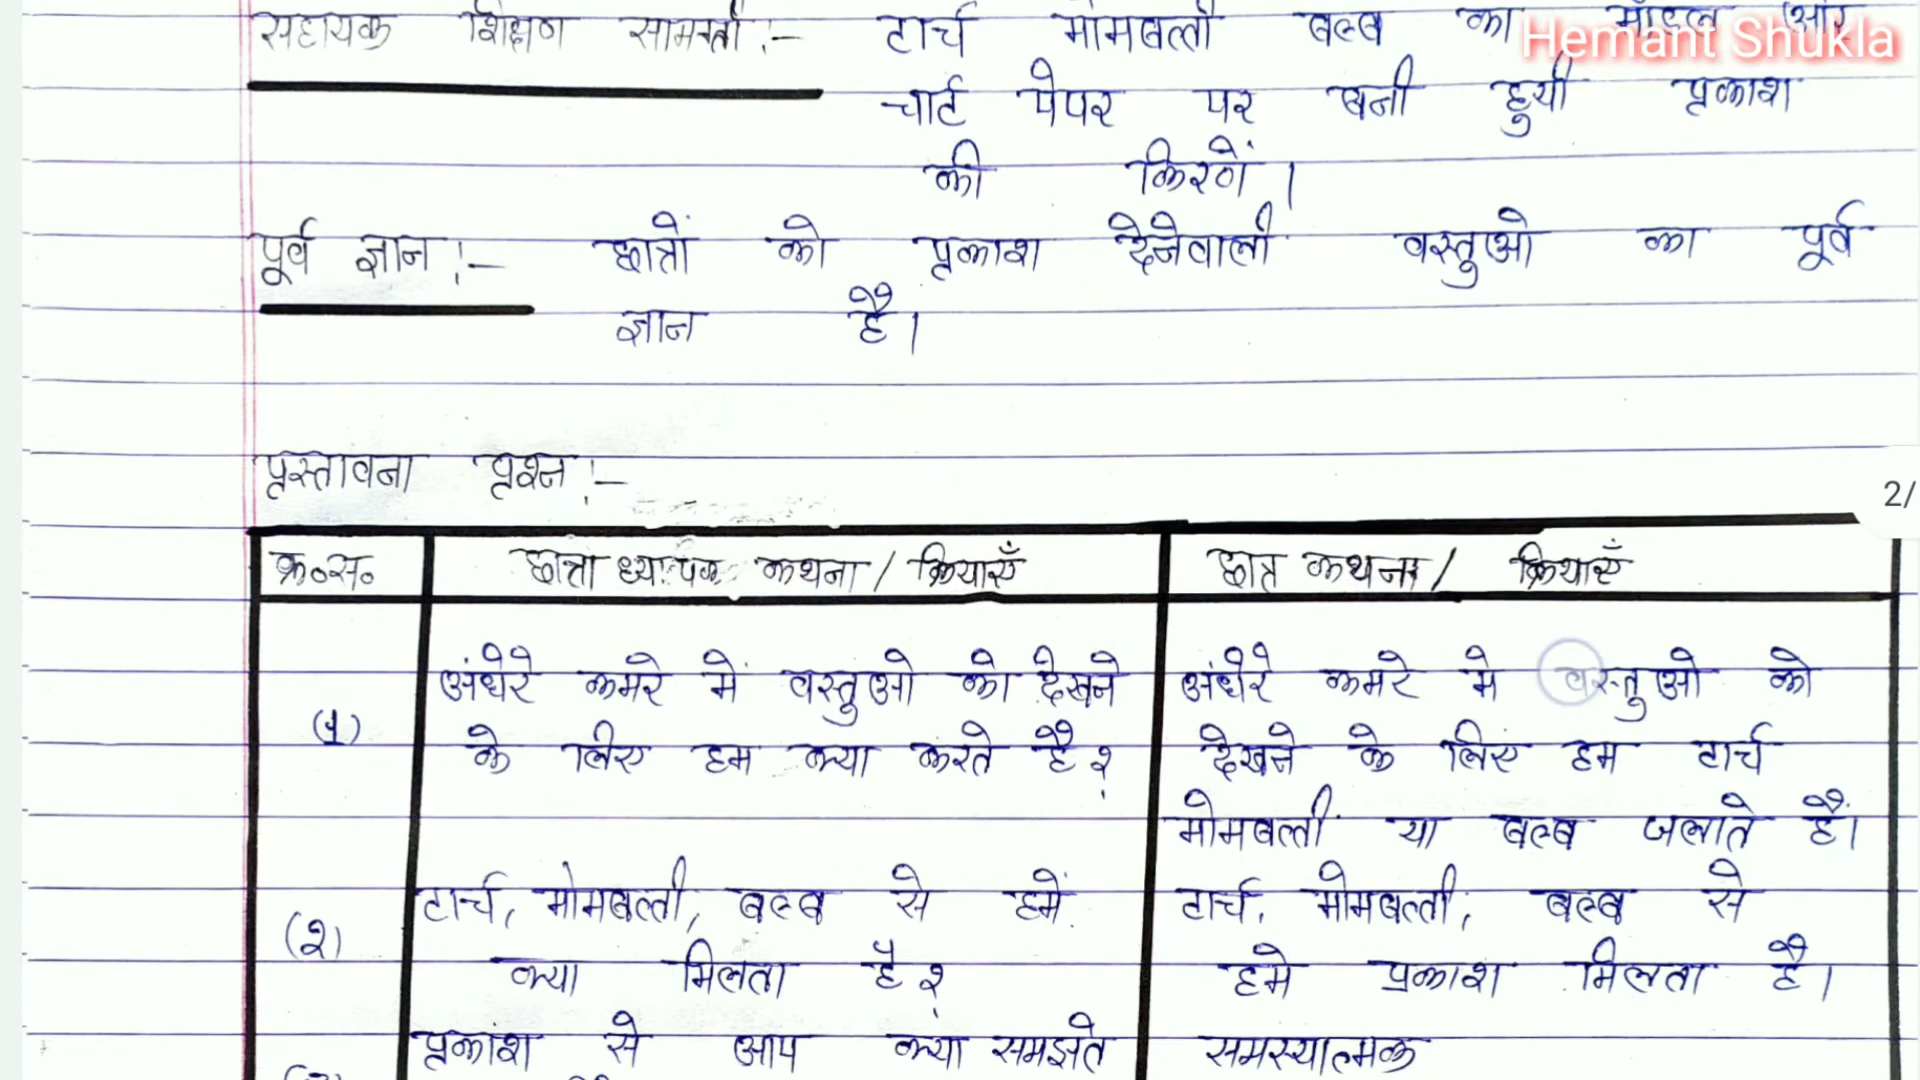 सहायक शिक्षण सामग्री :- टार्च मोमबत्ती बल्ब का मॉडल और
Hemant Shukla
चार्ट पेपर पर बनी हुयी प्रकाश
की किरणें।
पूर्व ज्ञान :- छात्रों को प्रकाश देनेवाली वस्तुओ का पूर्व
ज्ञान है।
प्रस्तावना प्रश्न :-
2/
क्र०स० छात्राध्यापक कथना / क्रियाएँ छात्र कथना / क्रियाएँ
अंधेरे कमरे में वस्तुओ को देखने अंधेरे कमरे मे वस्तुओ को
(1) के लिए हम क्या करते है? देखने के लिए हम टार्च
मोमबत्ती या बल्ब जलाते हैं।
टार्च, मोमबत्ती, बल्ब से हमें टार्च, मोमबत्ती, बल्ब से
(2) क्या मिलता है? हमे प्रकाश मिलता है।
प्रकाश से आप क्या समझते समस्यात्मक